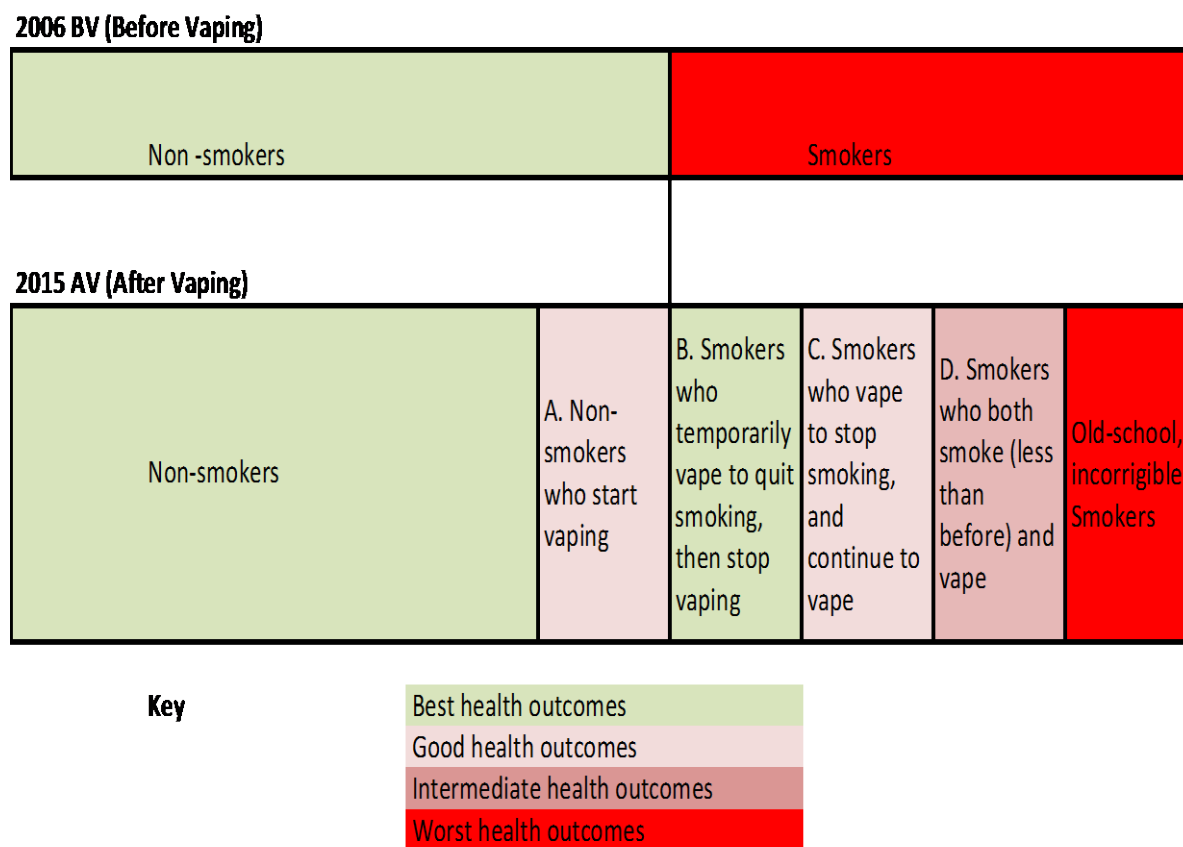 2006 BV (Before Vaping)
Non -smokers
Smokers
2015 AV (After Vaping)
Non-smokers
A. Non-
smokers
who start
vaping
B. Smokers
who
temporarily
vape to quit
smoking,
then stop
vaping
C. Smokers
who vape
to stop
smoking,
and
continue to
vape
D. Smokers
who both
smoke (less
than
before) and
vape
Old-school,
incorrigible
Smokers
Key
Best health outcomes
Good health outcomes
Intermediate health outcomes
Worst health outcomes